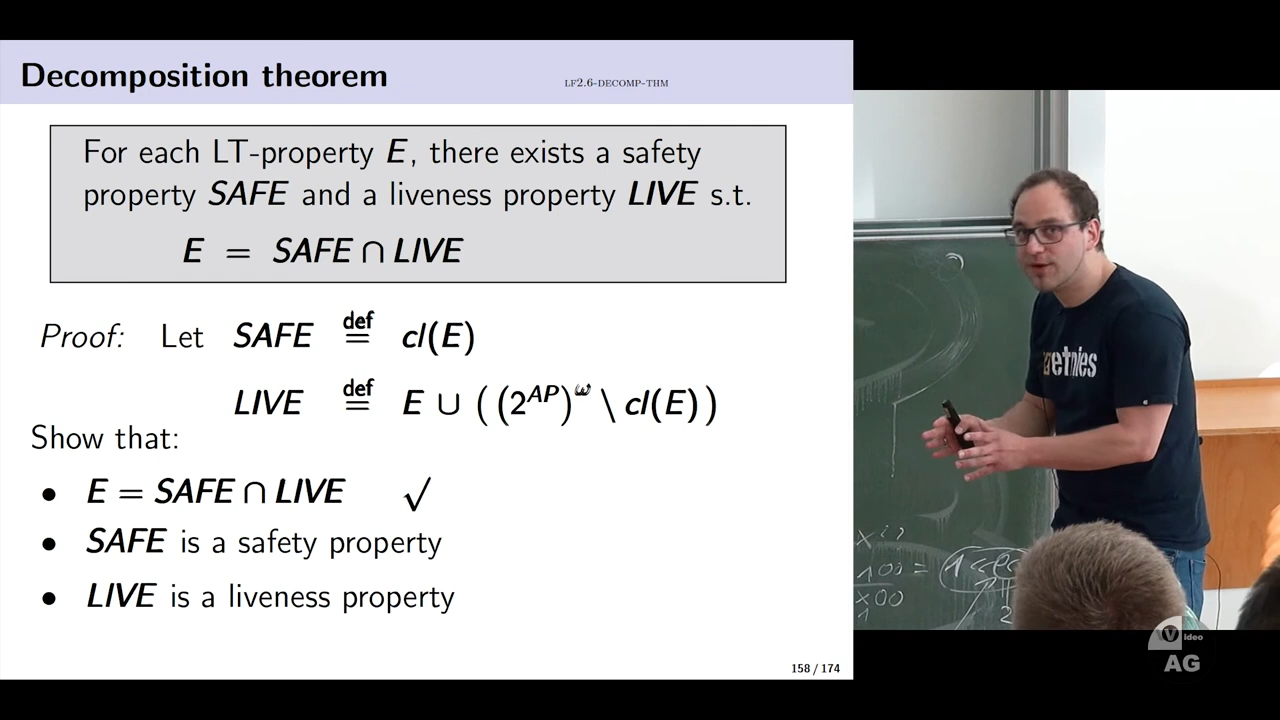 Decomposition theorem
LF2.6-DECOMP-THM
For each LT-property E, there exists a safety
property SAFE and a liveness property LIVE s.t.
E = SAFE ∩ LIVE
Proof: Let SAFE def= cl(E)
LIVE def= E ∪ ( (2^AP)^ω \ cl(E) )
Show that:
• E = SAFE ∩ LIVE √
• SAFE is a safety property
• LIVE is a liveness property
158 / 174
etnies
Video
AG